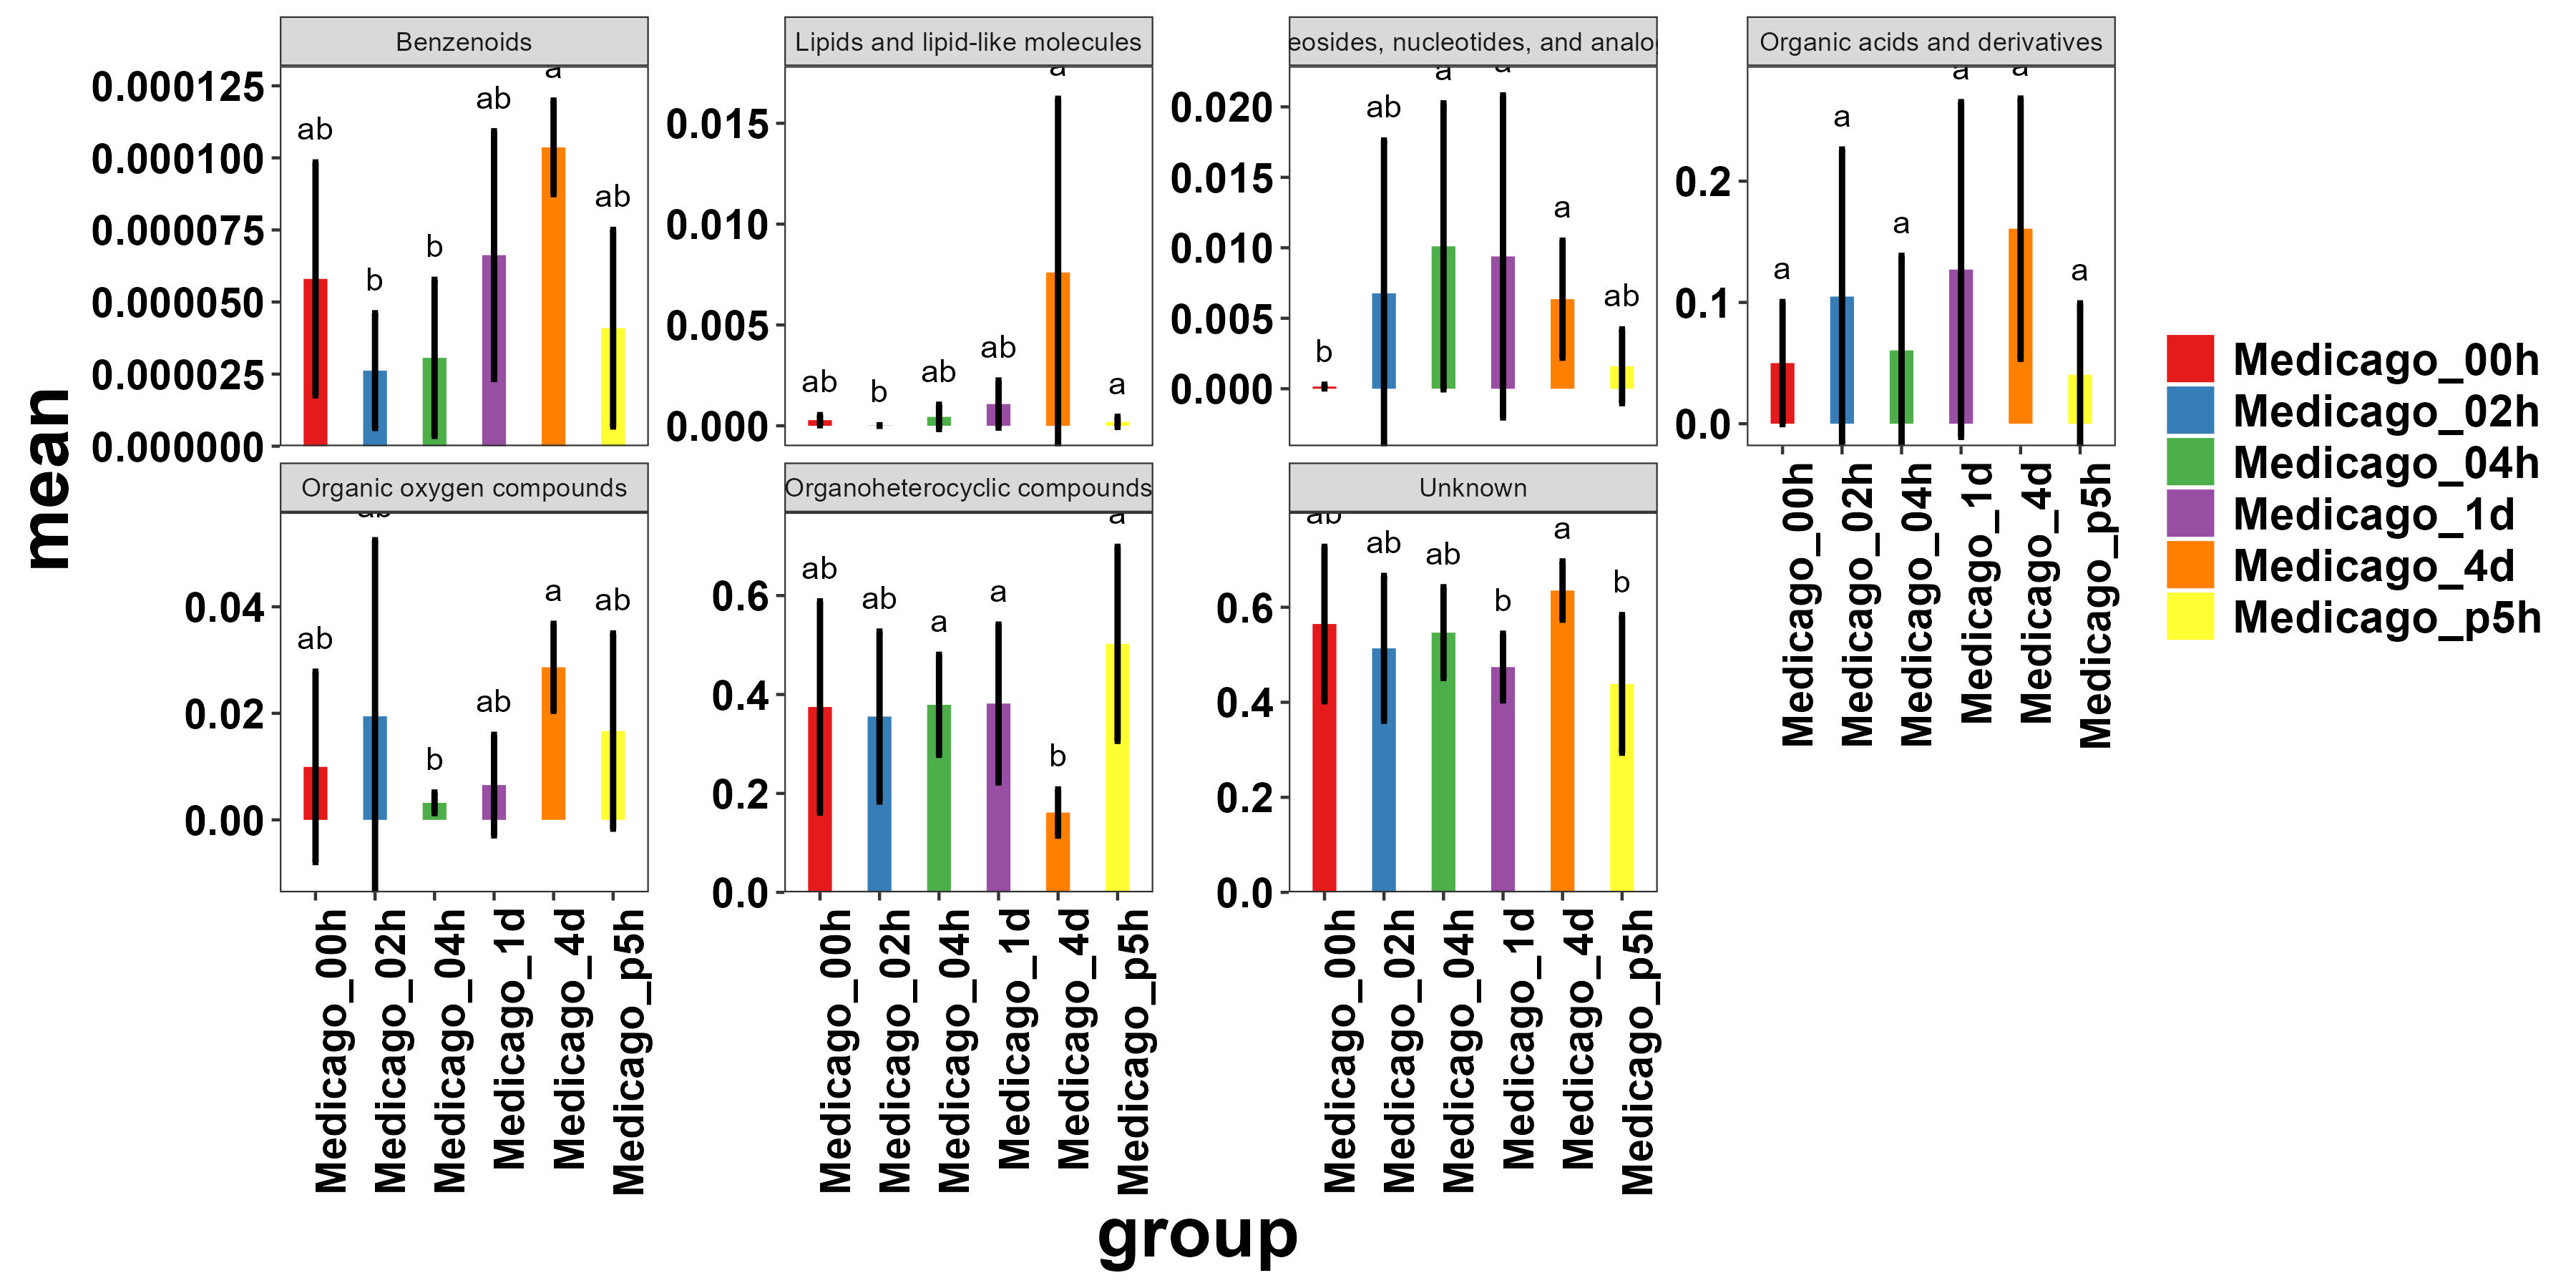 Benzenoids
Lipids and lipid-like molecules
eosides, nucleotides, and analo
Organic acids and derivatives
0.000125
0.000100
0.000075
0.000050
0.000025
0.000000
ab
b
b
ab
a
ab
0.015
0.010
0.005
0.000
ab
b
ab
ab
a
a
0.020
0.015
0.010
0.005
0.000
b
ab
a
a
a
ab
0.2
0.1
0.0
a
a
a
a
a
a
Medicago_00h
Medicago_02h
Medicago_04h
Medicago_1d
Medicago_4d
Medicago_p5h
mean
Organic oxygen compounds
Organoheterocyclic compounds
Unknown
0.04
0.02
0.00
ab
ab
b
ab
a
ab
0.6
0.4
0.2
0.0
ab
ab
a
a
b
a
0.6
0.4
0.2
0.0
ab
ab
ab
b
a
b
Medicago_00h
Medicago_02h
Medicago_04h
Medicago_1d
Medicago_4d
Medicago_p5h
Medicago_00h
Medicago_02h
Medicago_04h
Medicago_1d
Medicago_4d
Medicago_p5h
Medicago_00h
Medicago_02h
Medicago_04h
Medicago_1d
Medicago_4d
Medicago_p5h
group
Medicago_00h
Medicago_02h
Medicago_04h
Medicago_1d
Medicago_4d
Medicago_p5h